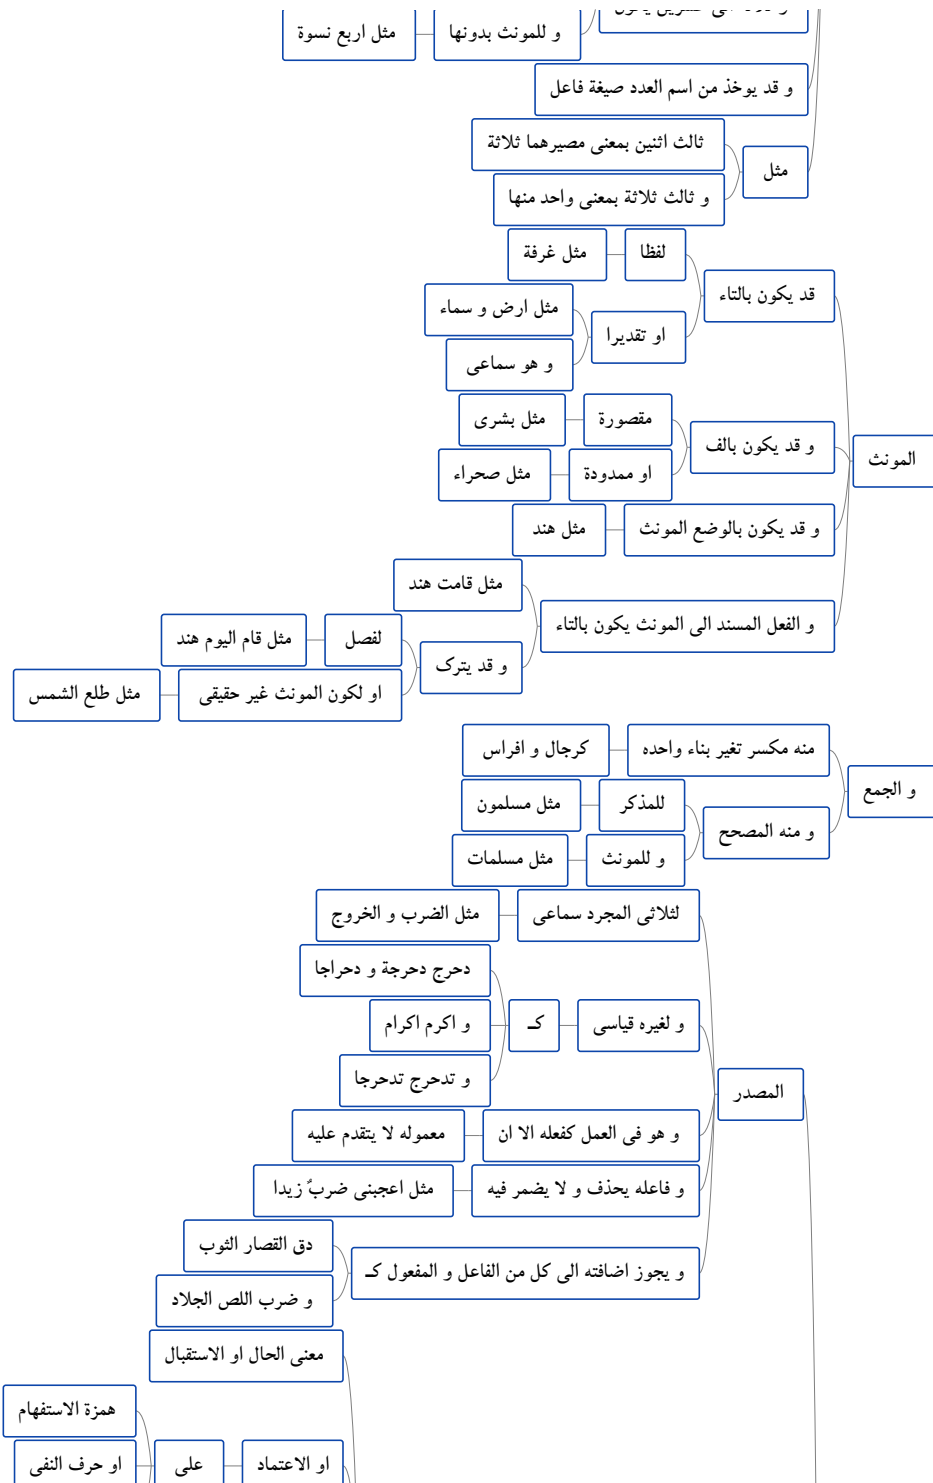 و للمونث بدونها
مثل اربع نسوة
و قد يوخذ من اسم العدد صيغة فاعل
مثل
ثالث اثنين بمعنى مصيرهما ثلاثة
و ثالث ثلاثة بمعنى واحد منها
المونث
قد يكون بالتاء
لفظا
مثل غرفة
او تقديرا
مثل ارض و سماء
و هو سماعى
و قد يكون بالف
مقصورة
مثل بشرى
او ممدودة
مثل صحراء
و قد يكون بالوضع المونث
مثل هند
و الفعل المسند الى المونث يكون بالتاء
مثل قامت هند
و قد يترک
لفصل
مثل قام اليوم هند
او لكون المونث غير حقيقى
مثل طلع الشمس
و الجمع
منه مكسر تغير بناء واحده
كرجال و افراس
و منه المصحح
للمذكر
مثل مسلمون
و للمونث
مثل مسلمات
المصدر
لثلاثى المجرد سماعى
مثل الضرب و الخروج
و لغيره قياسى
كـ
دحرج دحرجة و دحراجا
و اكرم اكرام
و تدحرج تدحرجا
و هو فى العمل كفعله الا ان
معموله لا يتقدم عليه
و فاعله يحذف و لا يضمر فيه
مثل اعجبنى ضربٌ زيدا
و يجوز اضافته الى كل من الفاعل و المفعول كـ
دق القصار الثوب
و ضرب اللص الجلاد
معنى الحال او الاستقبال
او الاعتماد
على
همزة الاستفهام
او حرف النفى